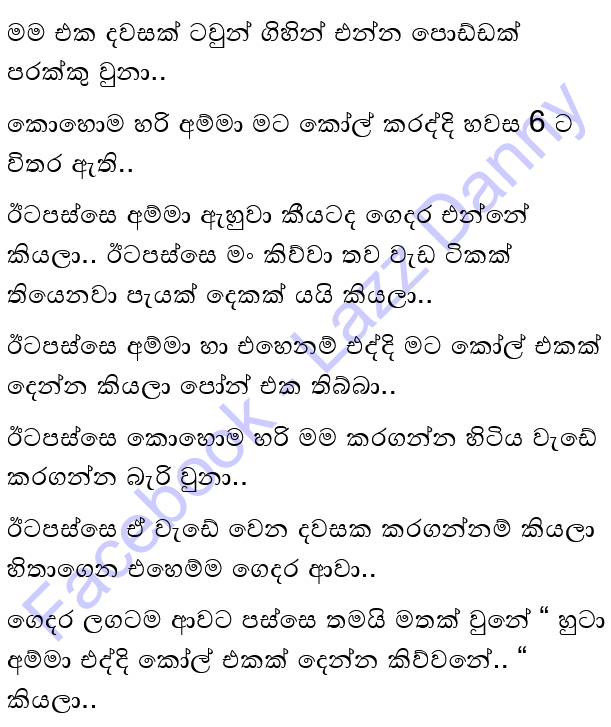 මම එක දවසක් ටවුන් ගිහින් එන්න පොඩ්ඩක්
පරක්කු වුනා..
කොහොම හරි අම්මා මට කෝල් කරද්දි හවස 6 ට
විතර ඇති..
ඊටපස්සෙ අම්මා ඇහුවා කීයටද ගෙදර එන්නේ
කියලා.. ඊටපස්සෙ මං කිව්වා තව වැඩ ටිකක්
තියෙනවා පැයක් දෙකක් යයි කියලා..
ඊටපස්සෙ අම්මා හා එහෙනම් එද්දි මට කෝල් එකක්
දෙන්න කියලා පෝන් එක තිබ්බා..
ඊටපස්සෙ කොහොම හරි මම කරගන්න හිටිය වැඩේ
කරගන්න බැරි වුනා..
ඊටපස්සෙ ඒ වැඩේ වෙන දවසක කරගන්නම් කියලා
හිතාගෙන එහෙම්ම ගෙදර ආවා..
ගෙදර ලගටම ආවට පස්සෙ තමයි මතක් වුනේ “ හුටා
අම්මා එද්දි කෝල් එකක් දෙන්න කිව්වනේ.. “
කියලා..
Facebook - Lazz Danny